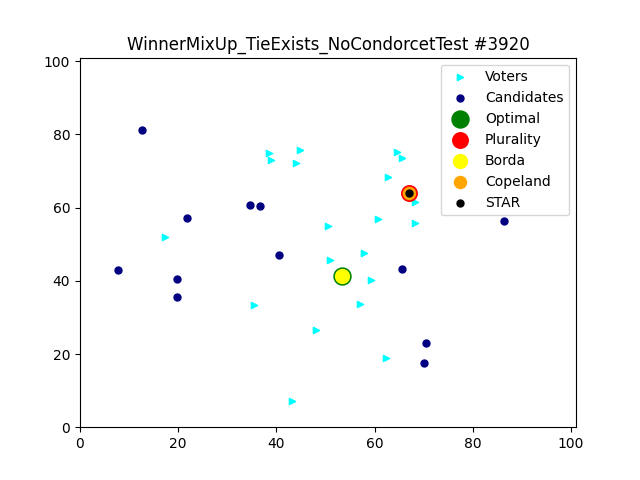 WinnerMixUp_TieExists_NoCondorcetTest #3920
100
80
60
40
20
0
0 20 40 60 80 100
Voters
Candidates
Optimal
Plurality
Borda
Copeland
STAR